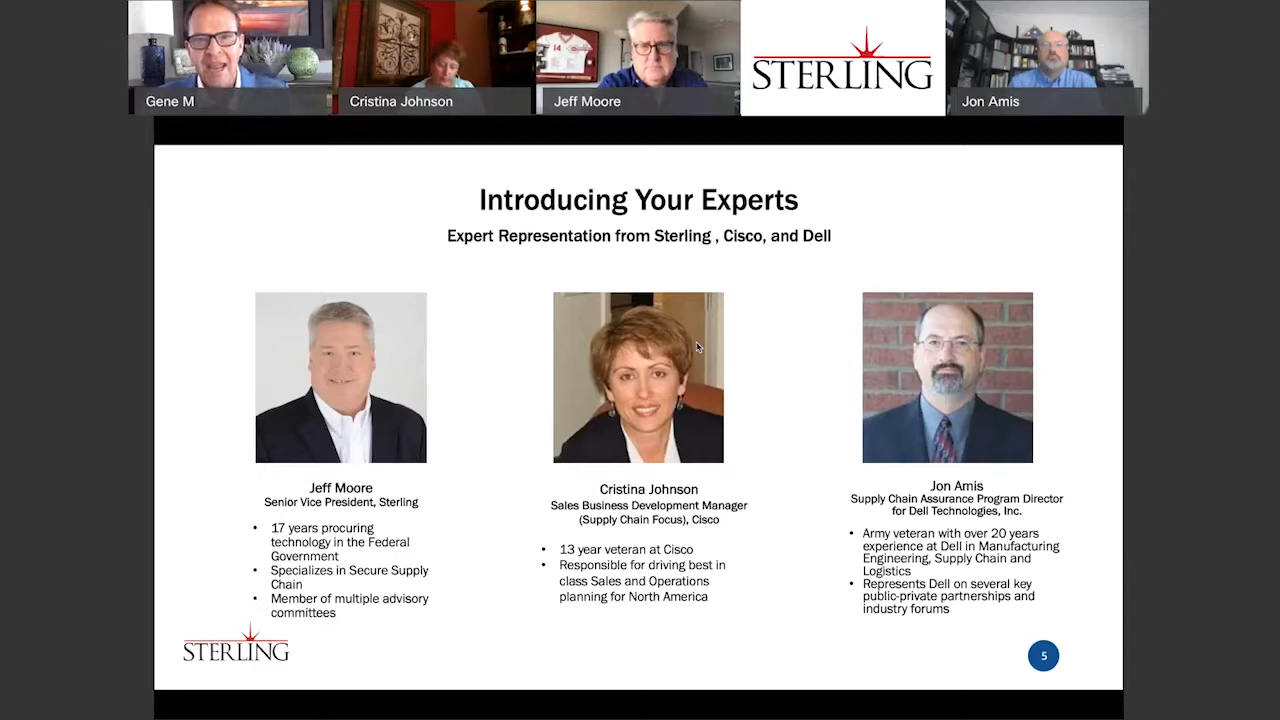 Gene M
Cristina Johnson
Jeff Moore
STERLING
Jon Amis
14
Introducing Your Experts
Expert Representation from Sterling , Cisco, and Dell
Jeff Moore
Senior Vice President, Sterling
• 17 years procuring
technology in the Federal
Government
• Specializes in Secure Supply
Chain
• Member of multiple advisory
committees
Cristina Johnson
Sales Business Development Manager
(Supply Chain Focus), Cisco
• 13 year veteran at Cisco
• Responsible for driving best in
class Sales and Operations
planning for North America
Jon Amis
Supply Chain Assurance Program Director
for Dell Technologies, Inc.
• Army veteran with over 20 years
experience at Dell in Manufacturing
Engineering, Supply Chain and
Logistics
• Represents Dell on several key
public-private partnerships and
industry forums
STERLING
5